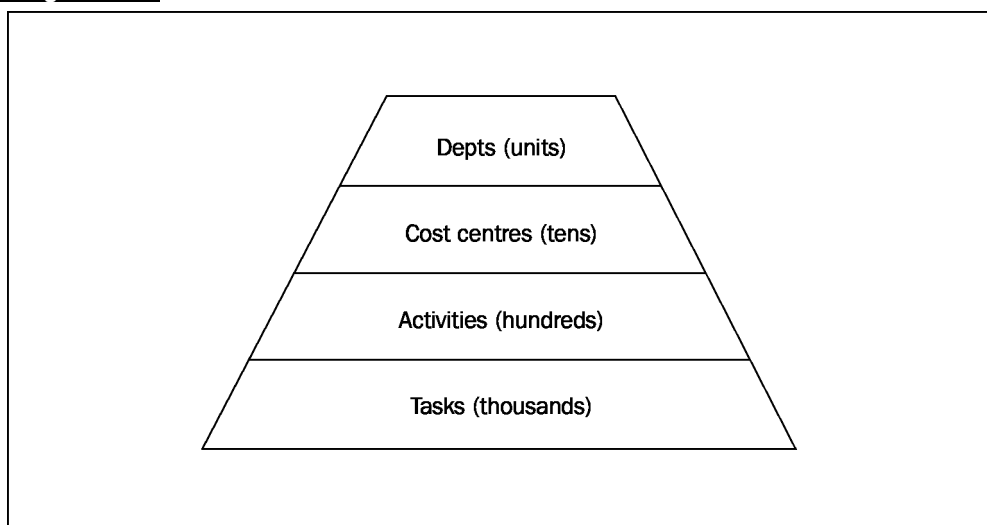 Depts (units)
Cost centres (tens)
Activities (hundreds)
Tasks (thousands)